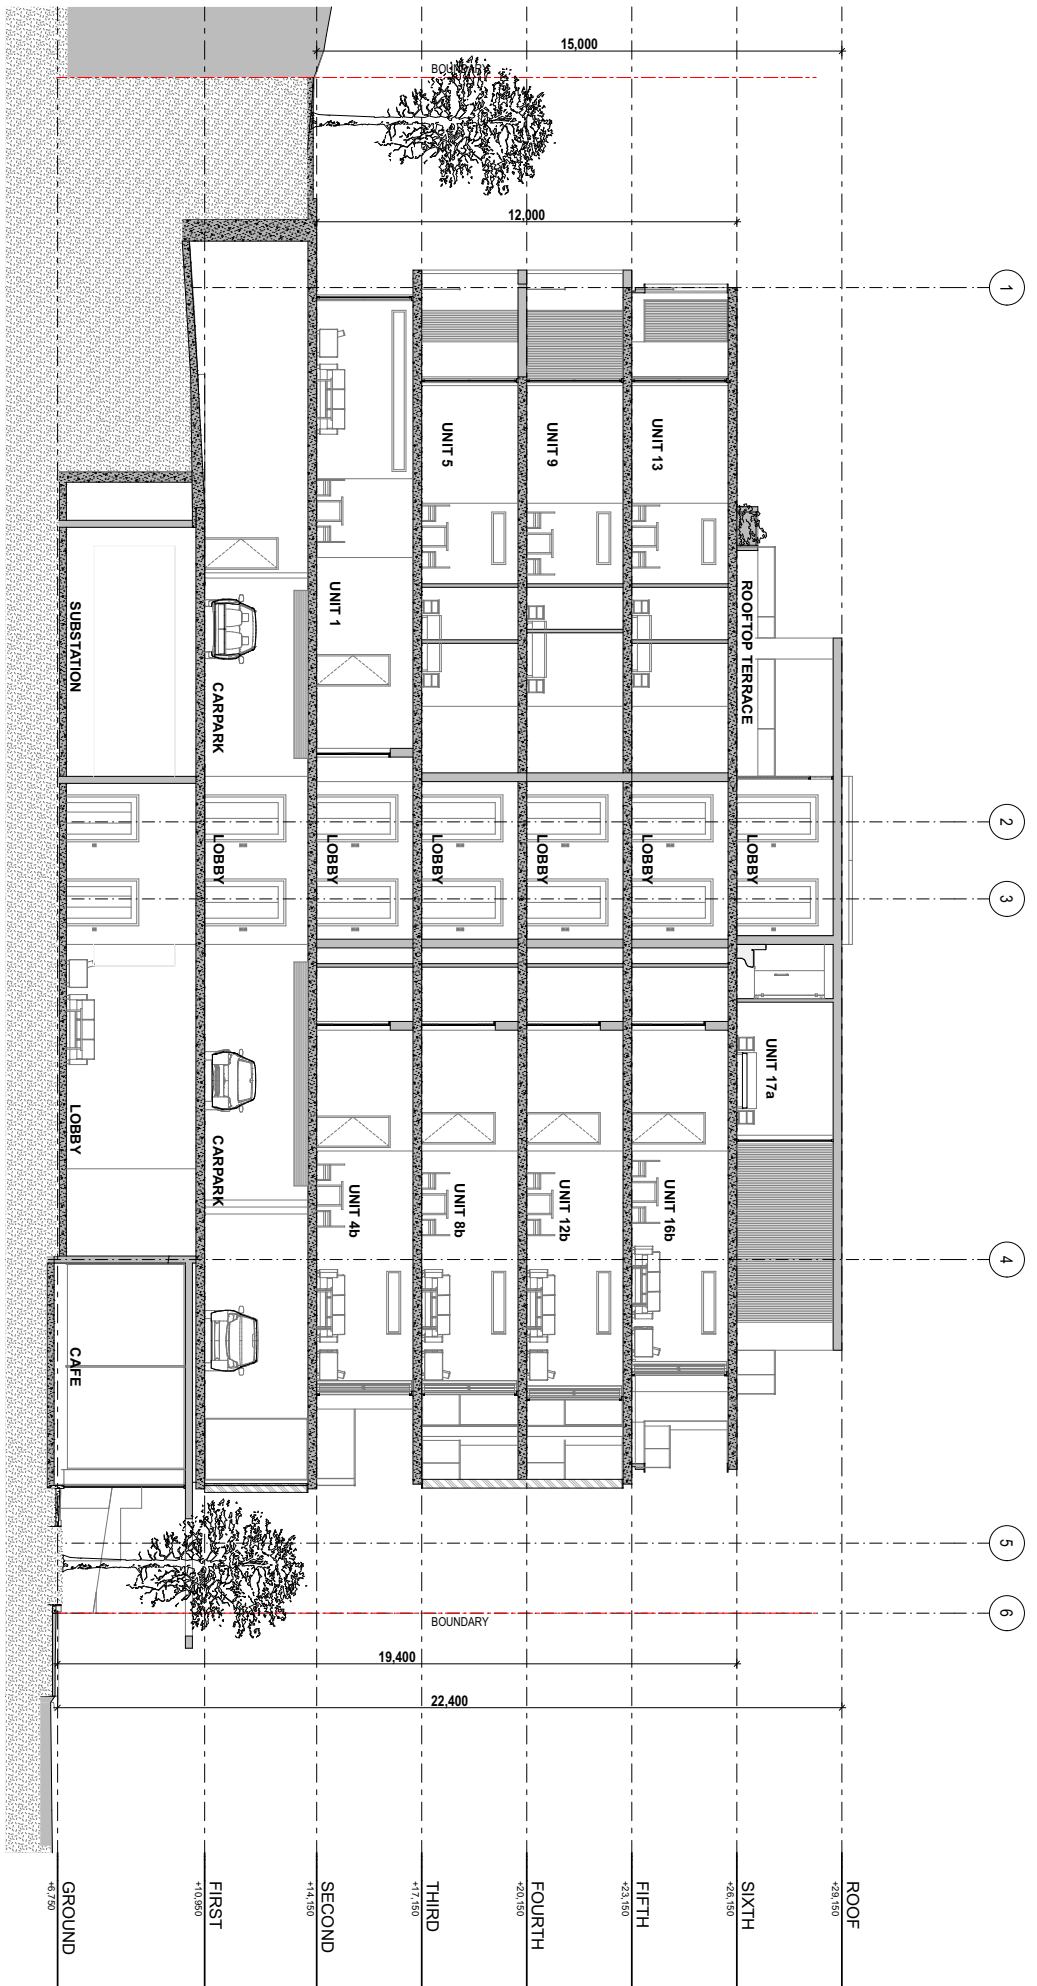 1
2
3
4
5
6
15,000
BOUNDARY
12,000
ROOF
+29,150
ROOFTOP TERRACE
LOBBY
UNIT 17a
SIXTH
+26,150
UNIT 13
LOBBY
UNIT 16b
FIFTH
+23,150
UNIT 9
LOBBY
UNIT 12b
FOURTH
+20,150
UNIT 5
LOBBY
UNIT 8b
THIRD
+17,150
UNIT 1
LOBBY
UNIT 4b
SECOND
+14,150
CARPARK
LOBBY
CARPARK
FIRST
+10,950
SUBSTATION
LOBBY
CAFE
GROUND
+6,750
BOUNDARY
19,400
22,400